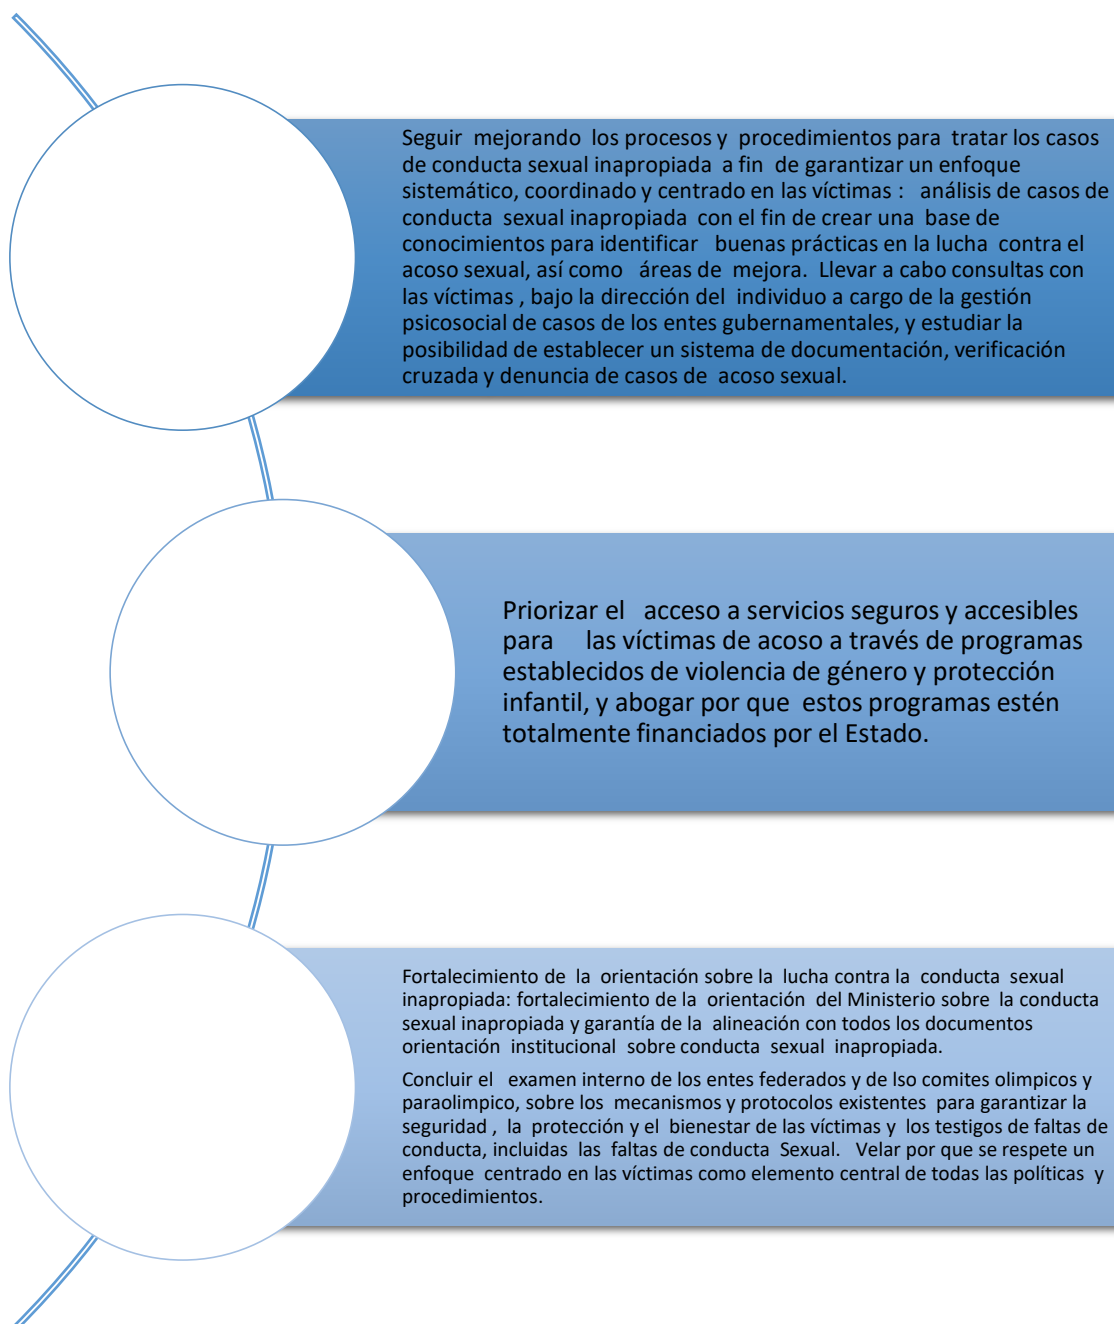 Seguir mejorando los procesos y procedimientos para tratar los casos
de conducta sexual inapropiada a fin de garantizar un enfoque
sistemático, coordinado y centrado en las víctimas : análisis de casos de
conducta sexual inapropiada con el fin de crear una base de
conocimientos para identificar buenas prácticas en la lucha contra el
acoso sexual, así como áreas de mejora. Llevar a cabo consultas con
las víctimas , bajo la dirección del individuo a cargo de la gestión
psicosocial de casos de los entes gubernamentales, y estudiar la
posibilidad de establecer un sistema de documentación, verificación
cruzada y denuncia de casos de acoso sexual.
Priorizar el acceso a servicios seguros y accesibles
para las víctimas de acoso a través de programas
establecidos de violencia de género y protección
infantil, y abogar por que estos programas estén
totalmente financiados por el Estado.
Fortalecimiento de la orientación sobre la lucha contra la conducta sexual
inapropiada: fortalecimiento de la orientación del Ministerio sobre la conducta
sexual inapropiada y garantía de la alineación con todos los documentos
orientación institucional sobre conducta sexual inapropiada.
Concluir el examen interno de los entes federados y de lso comites olimpicos y
paraolimpico, sobre los mecanismos y protocolos existentes para garantizar la
seguridad , la protección y el bienestar de las víctimas y los testigos de faltas de
conducta, incluidas las faltas de conducta Sexual. Velar por que se respete un
enfoque centrado en las víctimas como elemento central de todas las políticas y
procedimientos.